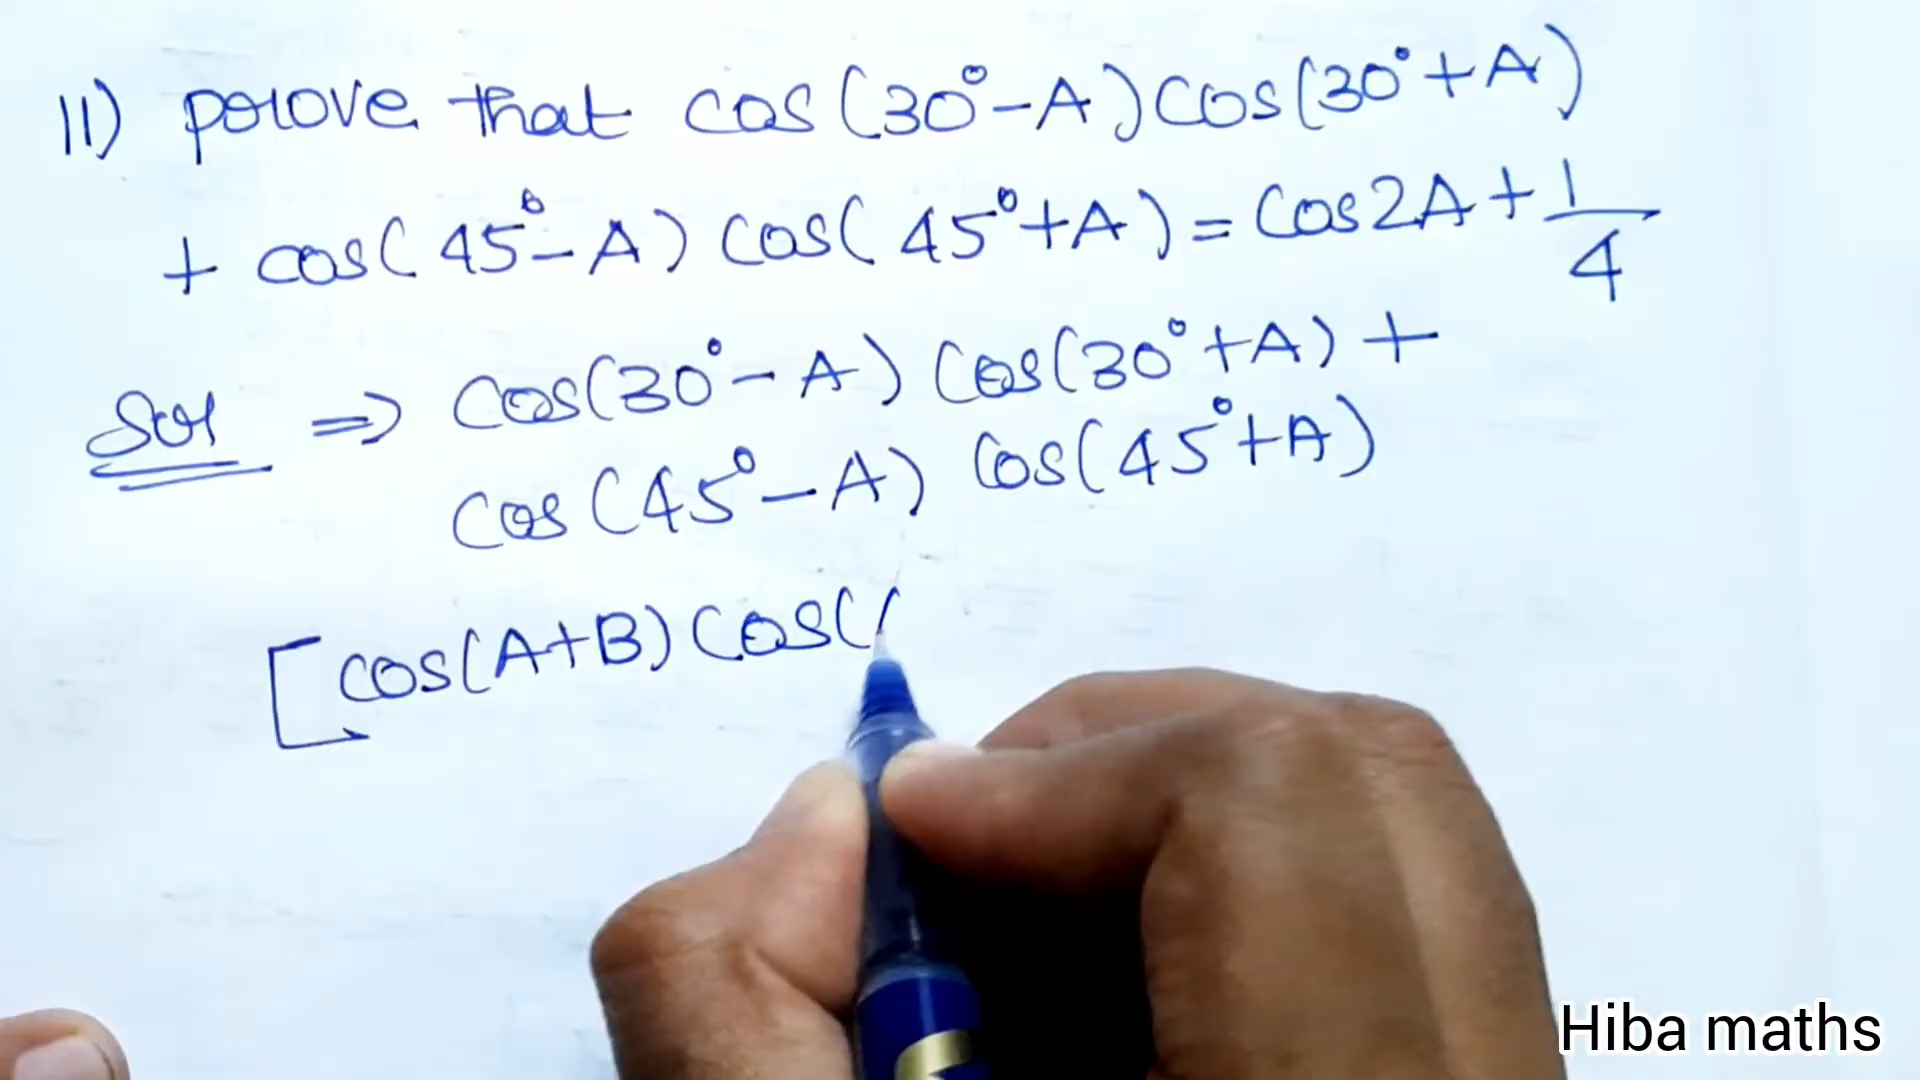 11) prove that cos(30°-A)cos(30°+A)
+ cos(45°-A) cos(45°+A) = cos2A + 1/4
Sol ⇒ cos(30°-A) cos(30°+A) +
cos(45°-A) cos(45°+A)
[cos(A+B) cos(
Hiba maths